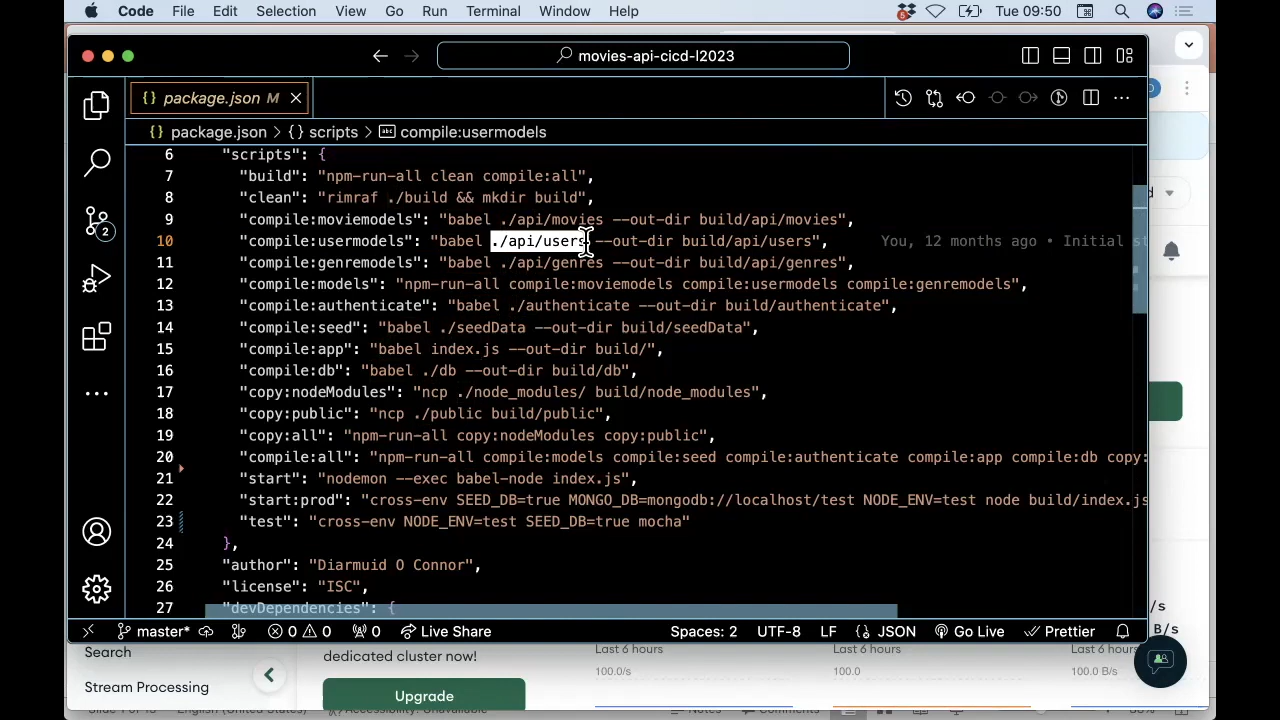 Code File Edit Selection View Go Run Terminal Window Help 5 Tue 09:50
movies-api-cicd-l2023
{} package.json M
{} package.json > {} scripts > abc compile:usermodels
6 "scripts": {
7 "build": "npm-run-all clean compile:all",
8 "clean": "rimraf ./build && mkdir build",
9 "compile:moviemodels": "babel ./api/movies --out-dir build/api/movies",
10 "compile:usermodels": "babel ./api/users --out-dir build/api/users", You, 12 months ago • Initial st
11 "compile:genremodels": "babel ./api/genres --out-dir build/api/genres",
12 "compile:models": "npm-run-all compile:moviemodels compile:usermodels compile:genremodels",
13 "compile:authenticate": "babel ./authenticate --out-dir build/authenticate",
14 "compile:seed": "babel ./seedData --out-dir build/seedData",
15 "compile:app": "babel index.js --out-dir build/",
16 "compile:db": "babel ./db --out-dir build/db",
17 "copy:nodeModules": "ncp ./node_modules/ build/node_modules",
18 "copy:public": "ncp ./public build/public",
19 "copy:all": "npm-run-all copy:nodeModules copy:public",
20 "compile:all": "npm-run-all compile:models compile:seed compile:authenticate compile:app compile:db copy:
21 "start": "nodemon --exec babel-node index.js",
22 "start:prod": "cross-env SEED_DB=true MONGO_DB=mongodb://localhost/test NODE_ENV=test node build/index.js
23 "test": "cross-env NODE_ENV=test SEED_DB=true mocha"
24 },
25 "author": "Diarmuid O Connor",
26 "license": "ISC",
27 "devDependencies": {
2
master* 0 0 0 Live Share Spaces: 2 UTF-8 LF {} JSON Go Live Prettier
/s
B/s
Search
Stream Processing
dedicated cluster now!
Upgrade
Last 6 hours Last 6 hours Last 6 hours
100.0/s 100.0 100.0 B/s